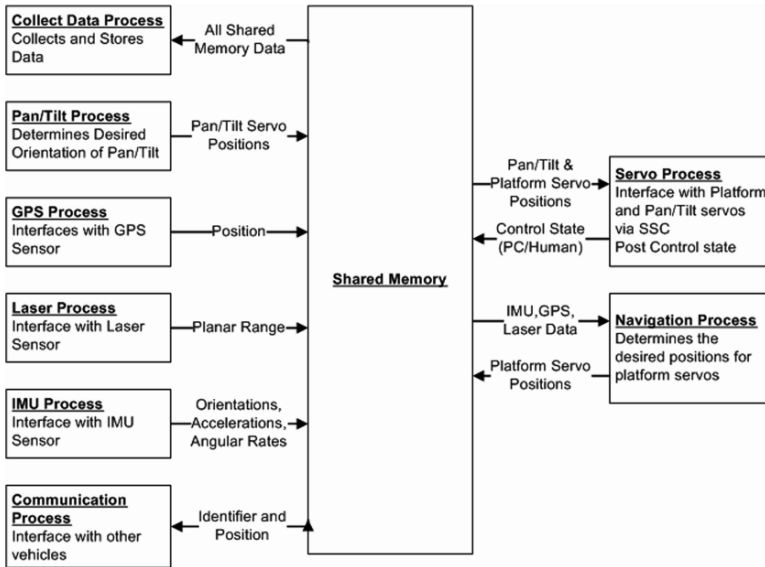 Collect Data Process
Collects and Stores
Data
All Shared
Memory Data
Pan/Tilt Process
Determines Desired
Orientation of Pan/Tilt
Pan/Tilt Servo
Positions
GPS Process
Interfaces with GPS
Sensor
Position
Laser Process
Interface with Laser
Sensor
Planar Range
IMU Process
Interface with IMU
Sensor
Orientations,
Accelerations,
Angular Rates
Communication
Process
Interface with other
vehicles
Identifier and
Position
Shared Memory
Pan/Tilt &
Platform Servo
Positions
Control State
(PC/Human)
Servo Process
Interface with Platform
and Pan/Tilt servos
via SSC
Post Control state
IMU,GPS,
Laser Data
Platform Servo
Positions
Navigation Process
Determines the
desired positions for
platform servos